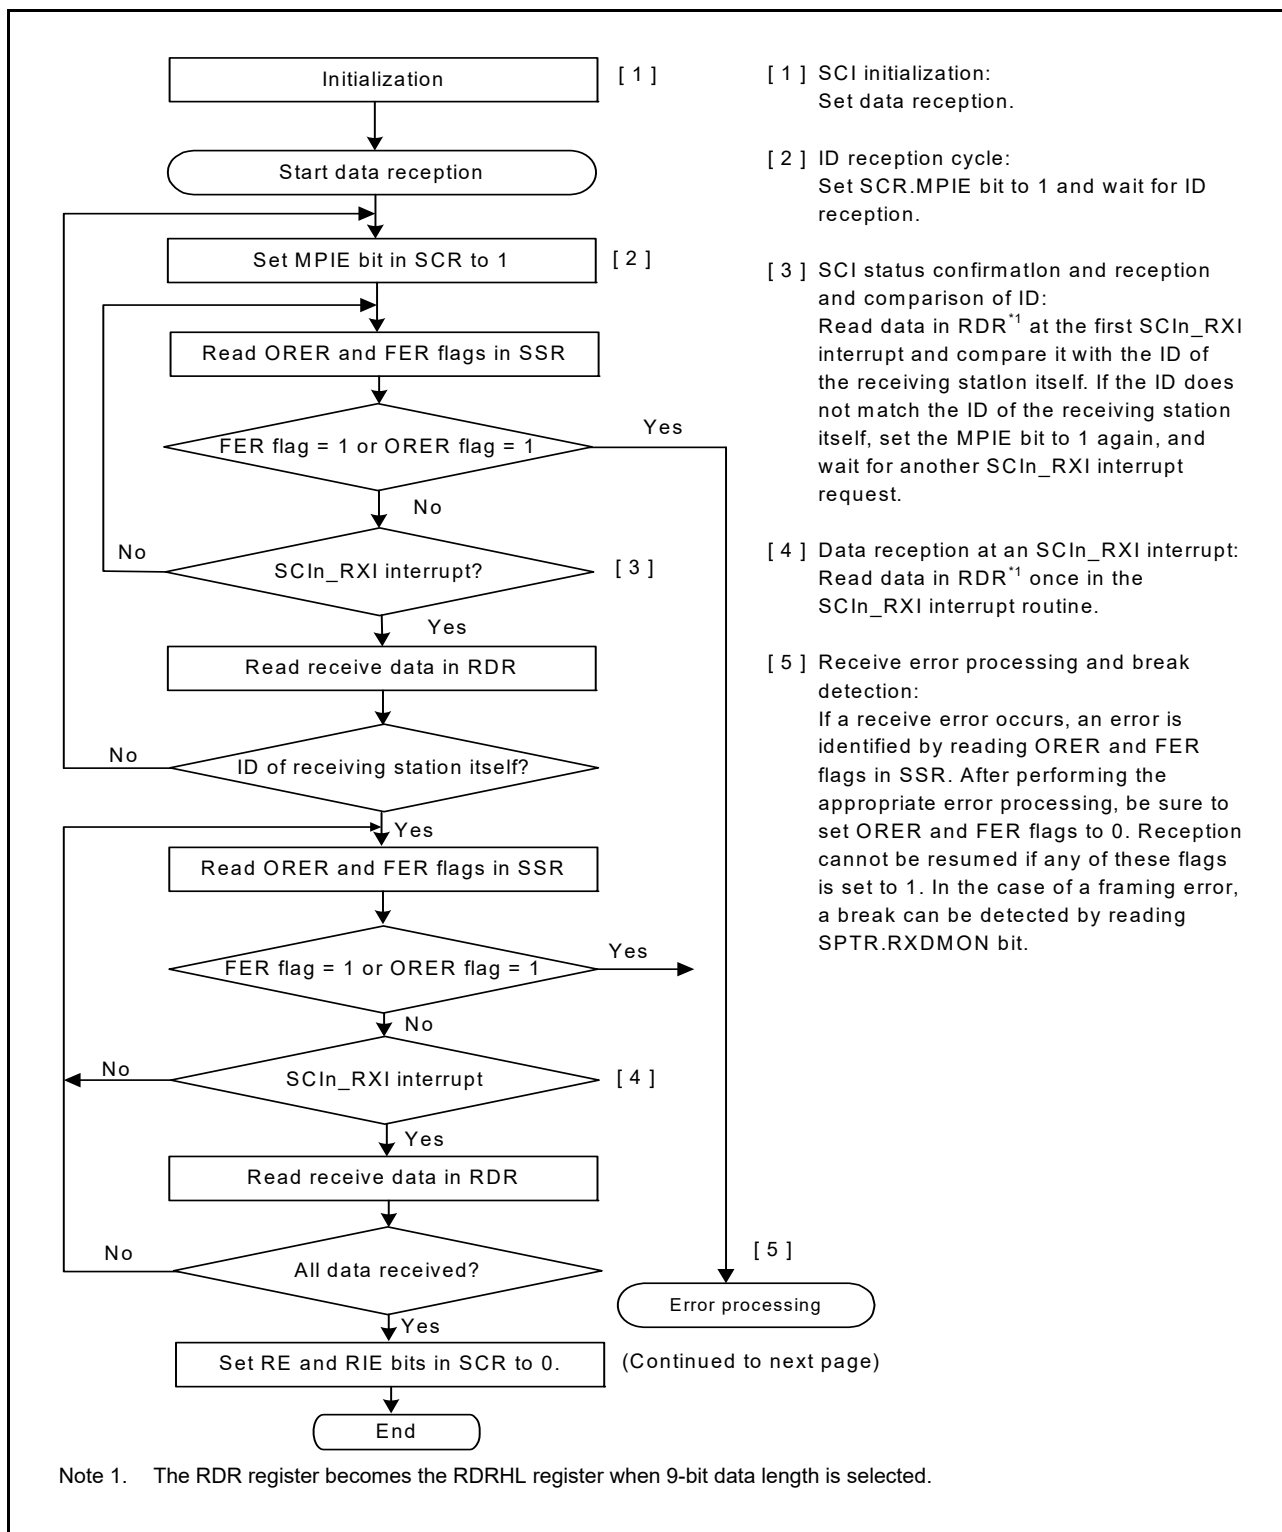 Initialization
[ 1 ]
Start data reception
Set MPIE bit in SCR to 1
[ 2 ]
Read ORER and FER flags in SSR
FER flag = 1 or ORER flag = 1
Yes
No
No
SCIn_RXI interrupt?
[ 3 ]
Yes
Read receive data in RDR
No
ID of receiving station itself?
Yes
Read ORER and FER flags in SSR
FER flag = 1 or ORER flag = 1
Yes
No
No
SCIn_RXI interrupt
[ 4 ]
Yes
Read receive data in RDR
No
All data received?
[ 5 ]
Error processing
Yes
Set RE and RIE bits in SCR to 0.
(Continued to next page)
End
[ 1 ] SCI initialization:
Set data reception.
[ 2 ] ID reception cycle:
Set SCR.MPIE bit to 1 and wait for ID
reception.
[ 3 ] SCI status confirmatIon and reception
and comparison of ID:
Read data in RDR*1 at the first SCIn_RXI
interrupt and compare it with the ID of
the receiving statIon itself. If the ID does
not match the ID of the receiving station
itself, set the MPIE bit to 1 again, and
wait for another SCIn_RXI interrupt
request.
[ 4 ] Data reception at an SCIn_RXI interrupt:
Read data in RDR*1 once in the
SCIn_RXI interrupt routine.
[ 5 ] Receive error processing and break
detection:
If a receive error occurs, an error is
identified by reading ORER and FER
flags in SSR. After performing the
appropriate error processing, be sure to
set ORER and FER flags to 0. Reception
cannot be resumed if any of these flags
is set to 1. In the case of a framing error,
a break can be detected by reading
SPTR.RXDMON bit.
Note 1. The RDR register becomes the RDRHL register when 9-bit data length is selected.